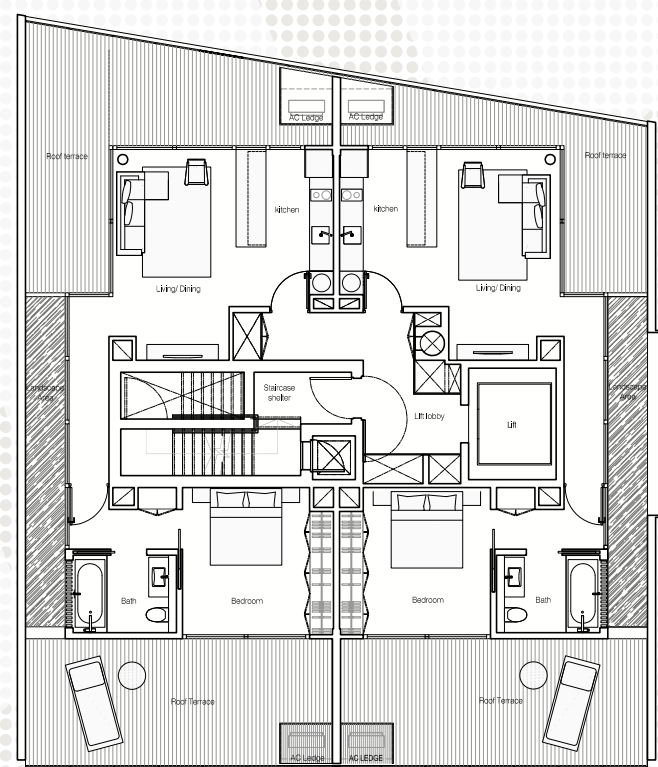 AC Ledge
AC Ledge
Roof terrace
Roof terrace
kitchen
kitchen
Living/ Dining
Living/ Dining
Landscape
Area
Staircase
shelter
Lift lobby
Lift
Landscape
Area
Bath
Bedroom
Bedroom
Bath
Roof Terrace
Roof Terrace
AC Ledge
AC LEDGE